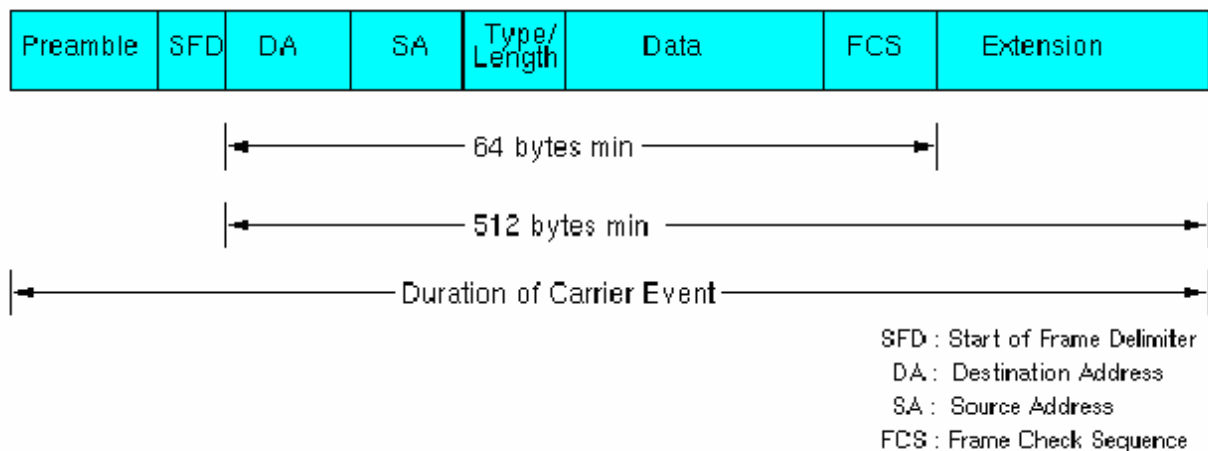 Preamble SFD DA SA Type/ Length Data FCS Extension
64 bytes min
512 bytes min
Duration of Carrier Event
SFD : Start of Frame Delimiter
DA : Destination Address
SA : Source Address
FCS : Frame Check Sequence